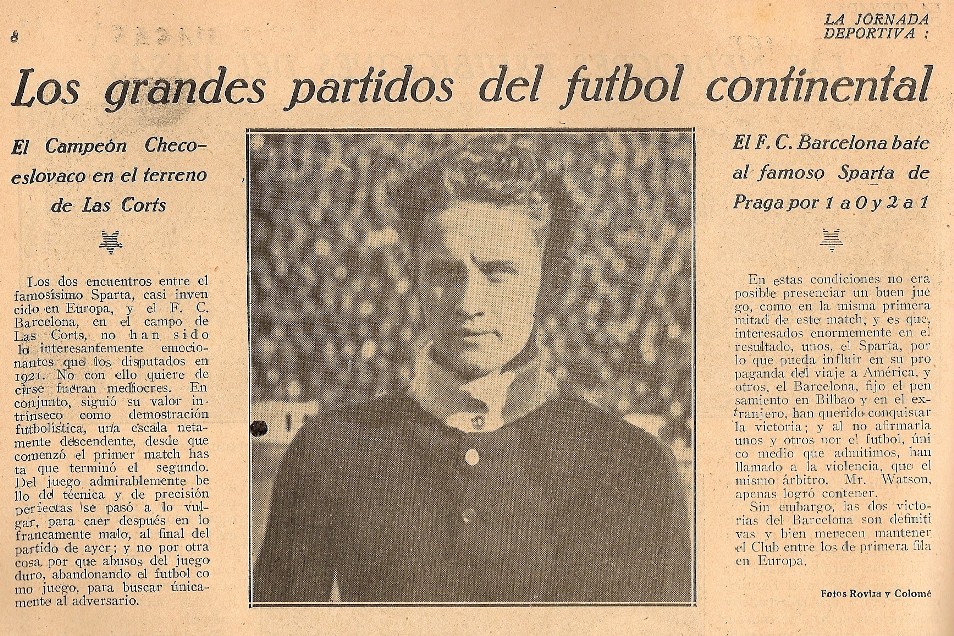 8
LA JORNADA
DEPORTIVA :
Los grandes partidos del futbol continental
El Campeón Checo-
eslovaco en el terreno
de Las Corts
Los dos encuentros entre el
famosísimo Sparta, casi inven
cido en Europa, y el F. C.
Barcelona, en el campo de
Las Corts, no han sido
lo interesantemente emocio-
nantes que los disputados en
1921. No con ello quiere de
cirse fueran mediocres. En
conjunto, siguió su valor in-
trínseco como demostración
futbolística, una escala neta-
mente descendente, desde que
comenzó el primer match has
ta que terminó el segundo.
Del juego admirablemente be
llo de técnica y de precisión
perfectas se pasó a lo vul-
gar, para caer después en lo
francamente malo, al final del
partido de ayer; y no por otra
cosa por que abusos del juego
duro, abandonando el futbol co
mo juego, para buscar única-
mente al adversario.
El F. C. Barcelona bate
al famoso Sparta de
Praga por 1 a 0 y 2 a 1
En estas condiciones no era
posible presenciar un buen jue
go, como en la misma primera
mitad de este match, y es que,
interesados enormemente en el
resultado, unos, el Sparta, por
lo que pueda influir en su pro
paganda del viaje a América, y
otros, el Barcelona, fijo el pen
samiento en Bilbao y en el ex-
tranjero, han querido conquistar
la victoria; y al no afirmarla
unos y otros por el futbol, úni
co medio que admitimos, han
llamado a la violencia, que el
mismo árbitro. Mr. Watson,
apenas logró contener.
Sin embargo, las dos victo-
rias del Barcelona son definiti
vas y bien merecen mantener
el Club entre los de primera fila
en Europa.
Fotos Roviza y Colomé